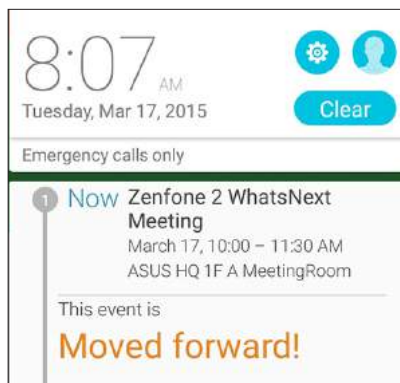 8:07 AM
Tuesday, Mar 17, 2015
Clear
Emergency calls only
1 Now Zenfone 2 WhatsNext
Meeting
March 17, 10:00 – 11:30 AM
ASUS HQ 1F A MeetingRoom
This event is
Moved forward!